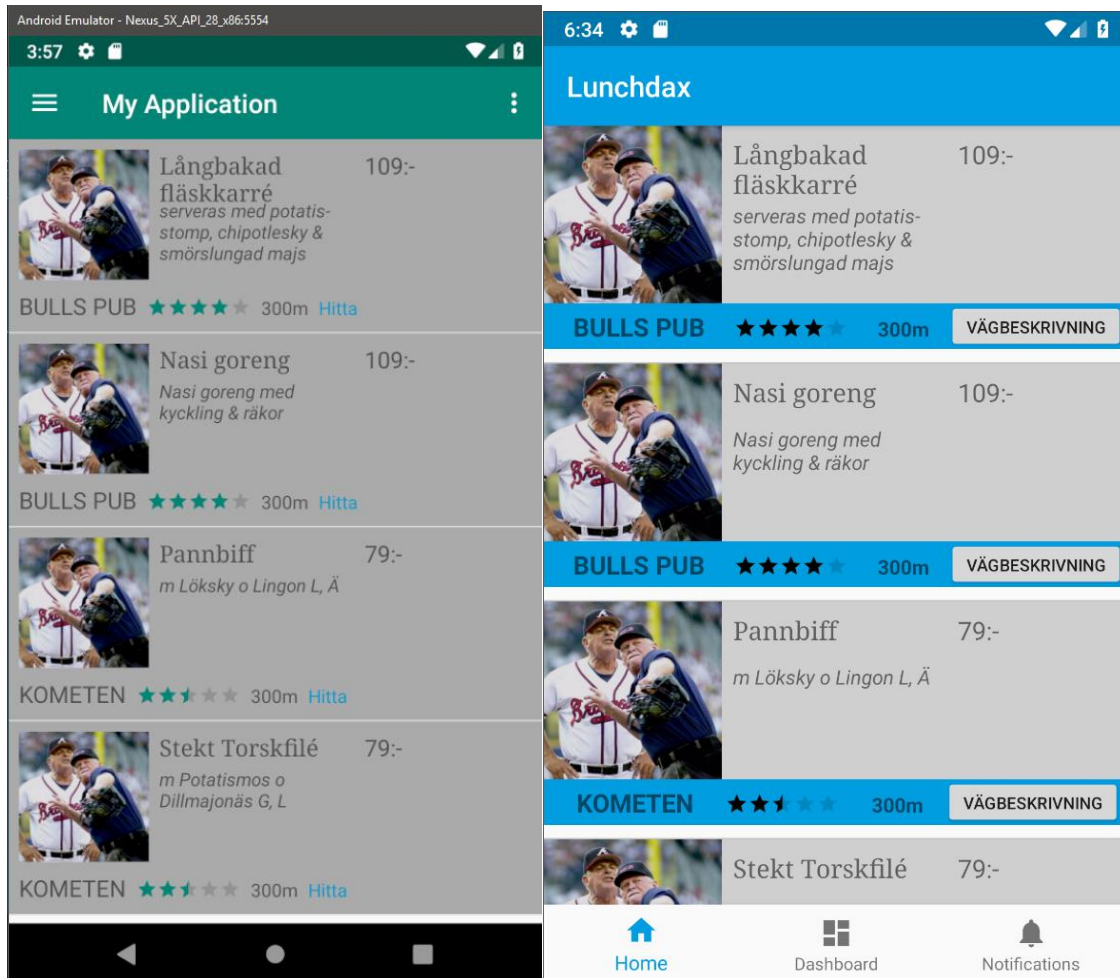 Android Emulator - Nexus_5X_API_28_x86:5554
3:57
My Application
Långbakad
fläskkarré
109:-
serveras med potatis-
stomp, chipotlesky &
smörslungad majs
BULLS PUB 300m Hitta
Nasi goreng
109:-
Nasi goreng med
kyckling & räkor
BULLS PUB 300m Hitta
Pannbiff
79:-
m Löksky o Lingon L, Ä
KOMETEN 300m Hitta
Stekt Torskfilé
79:-
m Potatismos o
Dillmajonäs G, L
KOMETEN 300m Hitta
6:34
Lunchdax
Långbakad
fläskkarré
109:-
serveras med potatis-
stomp, chipotlesky &
smörslungad majs
BULLS PUB 300m VÄGBESKRIVNING
Nasi goreng
109:-
Nasi goreng med
kyckling & räkor
BULLS PUB 300m VÄGBESKRIVNING
Pannbiff
79:-
m Löksky o Lingon L, Ä
KOMETEN 300m VÄGBESKRIVNING
Stekt Torskfilé
79:-
Home Dashboard Notifications